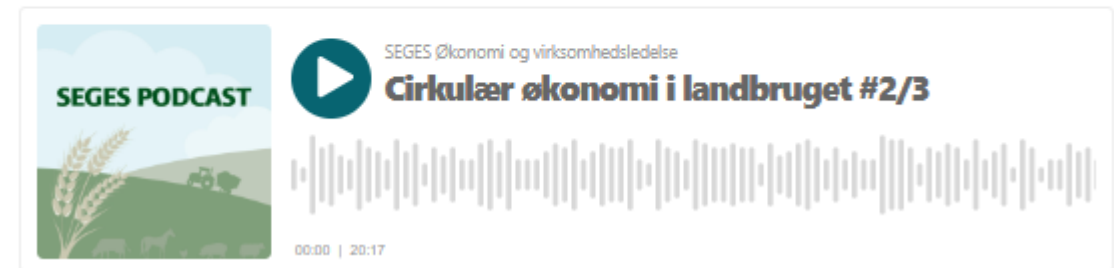 SEGES PODCAST
SEGES Økonomi og virksomhedsledelse
Cirkulær økonomi i landbruget #2/3
00:00 | 20:17